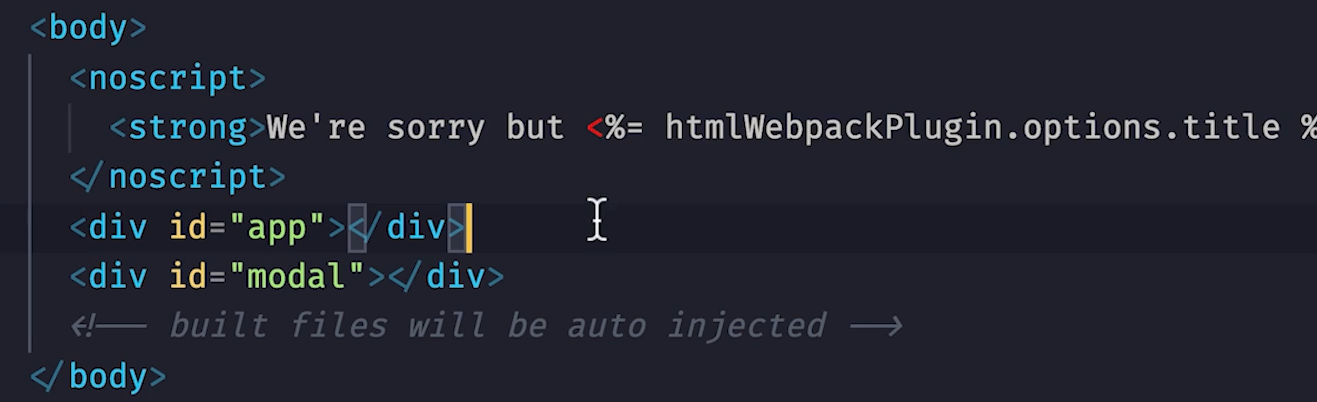 <body>
<noscript>
<strong>We're sorry but <%= htmlWebpackPlugin.options.title %
</noscript>
<div id="app"></div>
<div id="modal"></div>
<!-- built files will be auto injected -->
</body>